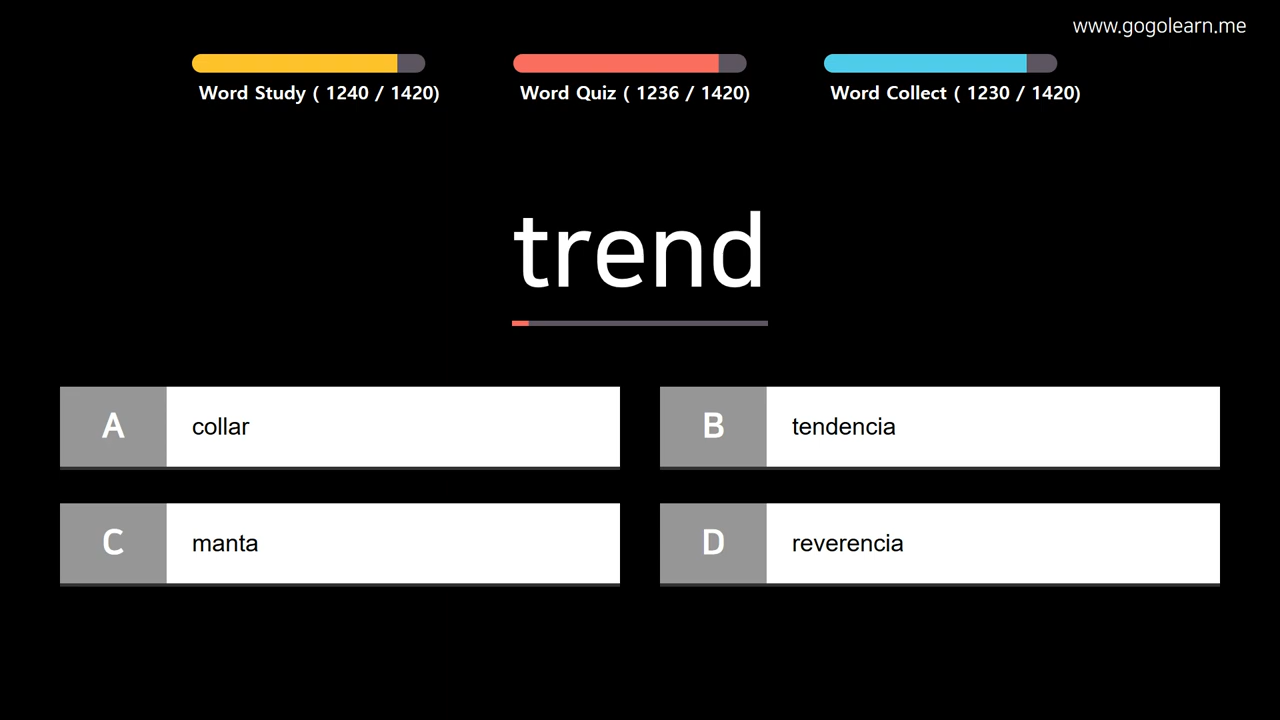 www.gogolearn.me
Word Study ( 1240 / 1420)
Word Quiz ( 1236 / 1420)
Word Collect ( 1230 / 1420)
trend
A collar
B tendencia
C manta
D reverencia